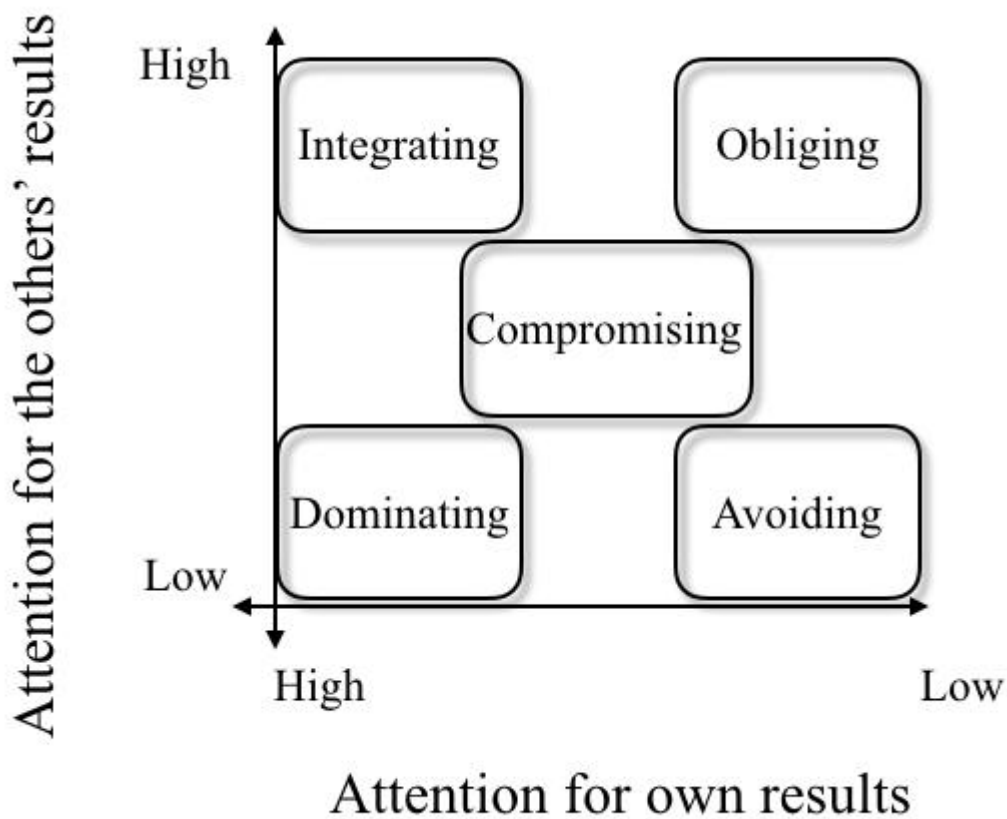 Attention for the others’ results
High
Integrating
Obliging
Compromising
Dominating
Avoiding
Low
High
Low
Attention for own results